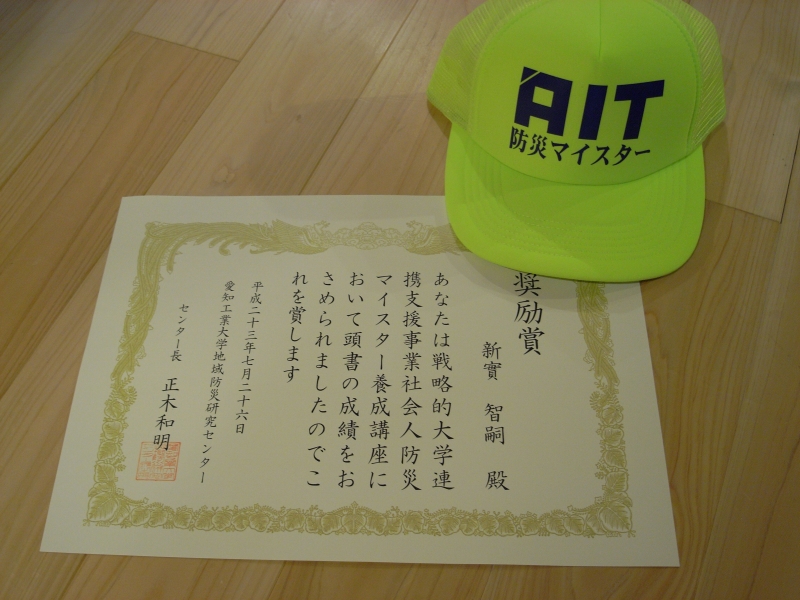 AIT
防災マイスター
奨励賞
新實 智嗣 殿
あなたは戦略的大学連
携支援事業社会人防災
マイスター養成講座に
おいて頭書の成績をお
さめられましたのでこ
れを賞します
平成二十三年七月二十六日
愛知工業大学地域防災研究センター
センター長 正木和明